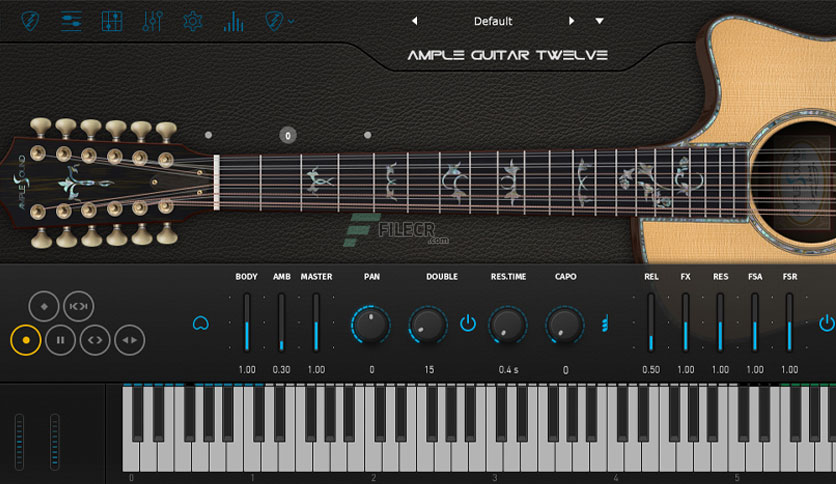 Default
AMPLE GUITAR TWELVE
0
AMPLE SOUND
FILECR
.com
BODY AMB MASTER PAN DOUBLE RES.TIME CAPO REL FX RES FSA FSR
1.00 0.30 1.00 0 15 0.4 s 0 0.50 1.00 1.00 1.00 1.00
0 1 2 3 4 5